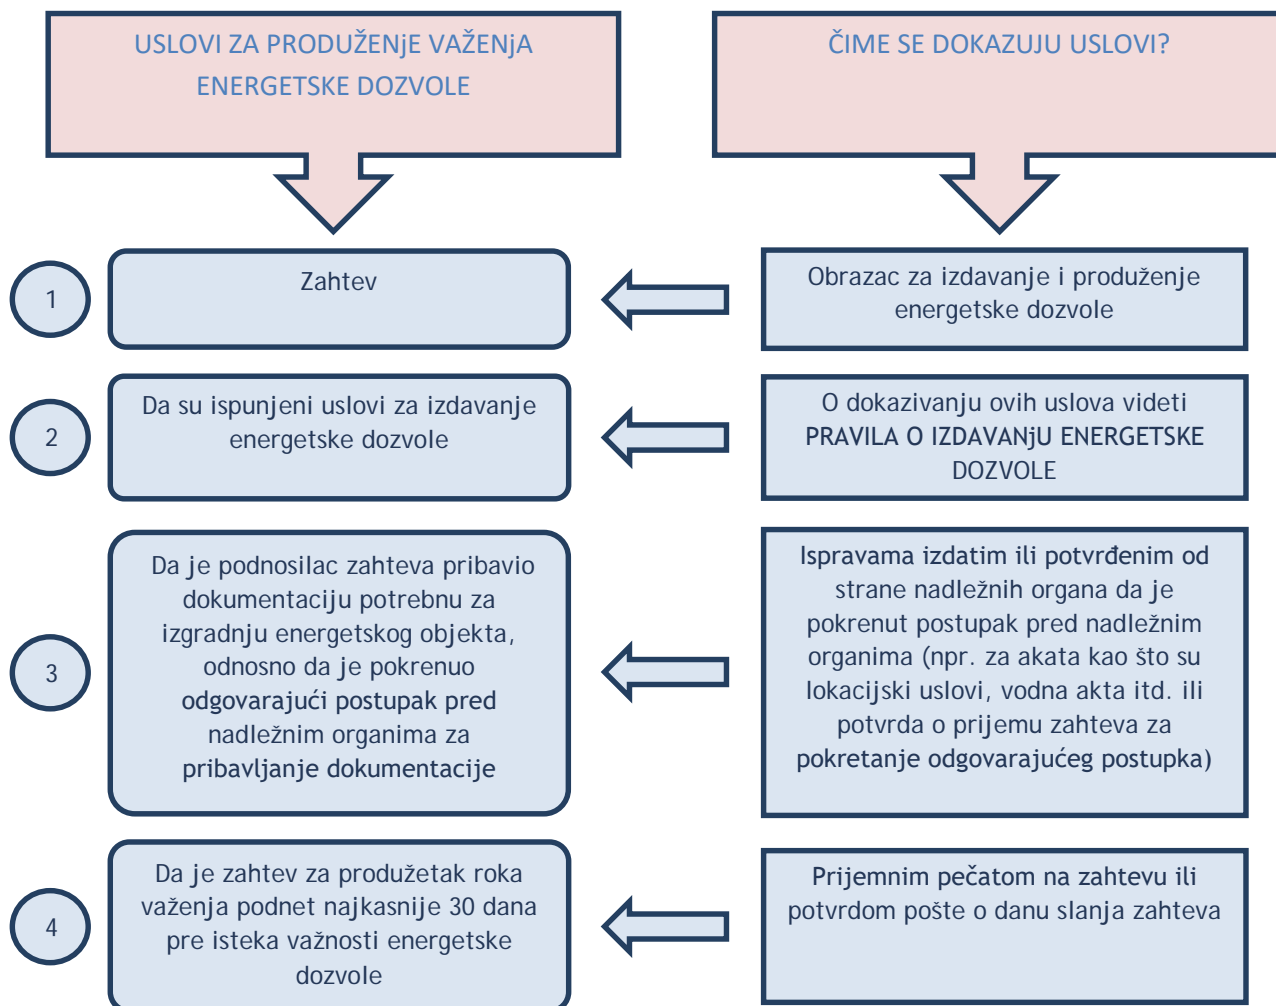 USLOVI ZA PRODUŽENjE VAŽENjA
ENERGETSKE DOZVOLE
ČIME SE DOKAZUJU USLOVI?
1
Zahtev
Obrazac za izdavanje i produženje
energetske dozvole
2
Da su ispunjeni uslovi za izdavanje
energetske dozvole
O dokazivanju ovih uslova videti
PRAVILA O IZDAVANjU ENERGETSKE
DOZVOLE
3
Da je podnosilac zahteva pribavio
dokumentaciju potrebnu za
izgradnju energetskog objekta,
odnosno da je pokrenuo
odgovarajući postupak pred
nadležnim organima za
pribavljanje dokumentacije
Ispravama izdatim ili potvrđenim od
strane nadležnih organa da je
pokrenut postupak pred nadležnim
organima (npr. za akata kao što su
lokacijski uslovi, vodna akta itd. ili
potvrda o prijemu zahteva za
pokretanje odgovarajućeg postupka)
4
Da je zahtev za produžetak roka
važenja podnet najkasnije 30 dana
pre isteka važnosti energetske
dozvole
Prijemnim pečatom na zahtevu ili
potvrdom pošte o danu slanja zahteva